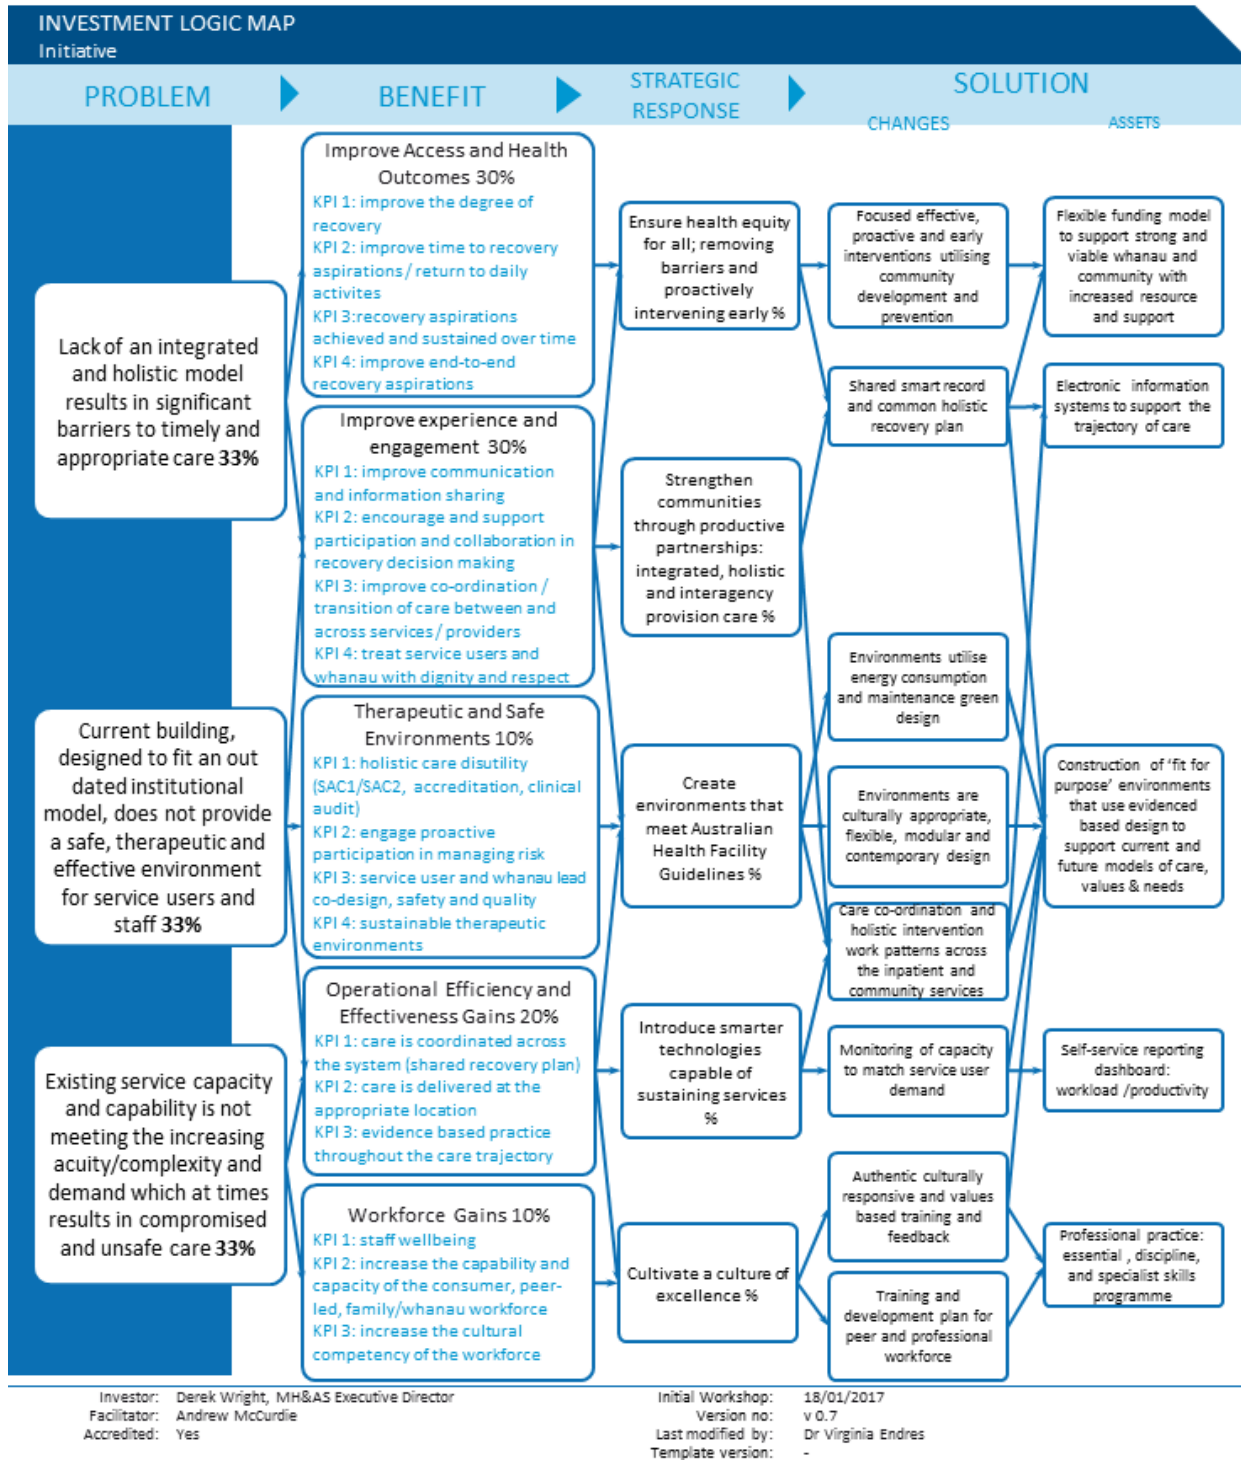 INVESTMENT LOGIC MAP
Initiative
PROBLEM
BENEFIT
STRATEGIC
RESPONSE
SOLUTION
CHANGES
ASSETS
Lack of an integrated
and holistic model
results in significant
barriers to timely and
appropriate care 33%
Current building,
designed to fit an out
dated institutional
model, does not provide
a safe, therapeutic and
effective environment
for service users and
staff 33%
Existing service capacity
and capability is not
meeting the increasing
acuity/complexity and
demand which at times
results in compromised
and unsafe care 33%
Improve Access and Health
Outcomes 30%
KPI 1: improve the degree of
recovery
KPI 2: improve time to recovery
aspirations / return to daily
activites
KPI 3:recovery aspirations
achieved and sustained over time
KPI 4: improve end-to-end
recovery aspirations
Improve experience and
engagement 30%
KPI 1: improve communication
and information sharing
KPI 2: encourage and support
participation and collaboration in
recovery decision making
KPI 3: improve co-ordination /
transition of care between and
across services / providers
KPI 4: treat service users and
whanau with dignity and respect
Therapeutic and Safe
Environments 10%
KPI 1: holistic care disutility
(SAC1/SAC2, accreditation, clinical
audit)
KPI 2: engage proactive
participation in managing risk
KPI 3: service user and whanau lead
co-design, safety and quality
KPI 4: sustainable therapeutic
environments
Operational Efficiency and
Effectiveness Gains 20%
KPI 1: care is coordinated across
the system (shared recovery plan)
KPI 2: care is delivered at the
appropriate location
KPI 3: evidence based practice
throughout the care trajectory
Workforce Gains 10%
KPI 1: staff wellbeing
KPI 2: increase the capability and
capacity of the consumer, peer-
led, family/whanau workforce
KPI 3: increase the cultural
competency of the workforce
Ensure health equity
for all; removing
barriers and
proactively
intervening early %
Strengthen
communities
through productive
partnerships:
integrated, holistic
and interagency
provision care %
Create
environments that
meet Australian
Health Facility
Guidelines %
Introduce smarter
technologies
capable of
sustaining services
%
Cultivate a culture of
excellence %
Focused effective,
proactive and early
interventions utilising
community
development and
prevention
Shared smart record
and common holistic
recovery plan
Environments utilise
energy consumption
and maintenance green
design
Environments are
culturally appropriate,
flexible, modular and
contemporary design
Care co-ordination and
holistic intervention
work patterns across
the inpatient and
community services
Monitoring of capacity
to match service user
demand
Authentic culturally
responsive and values
based training and
feedback
Training and
development plan for
peer and professional
workforce
Flexible funding model
to support strong and
viable whanau and
community with
increased resource
and support
Electronic information
systems to support the
trajectory of care
Construction of 'fit for
purpose' environments
that use evidenced
based design to
support current and
future models of care,
values & needs
Self-service reporting
dashboard:
workload /productivity
Professional practice:
essential , discipline,
and specialist skills
programme
Investor: Derek Wright, MH&AS Executive Director
Facilitator: Andrew McCurdie
Accredited: Yes
Initial Workshop: 18/01/2017
Version no: v 0.7
Last modified by: Dr Virginia Endres
Template version: -